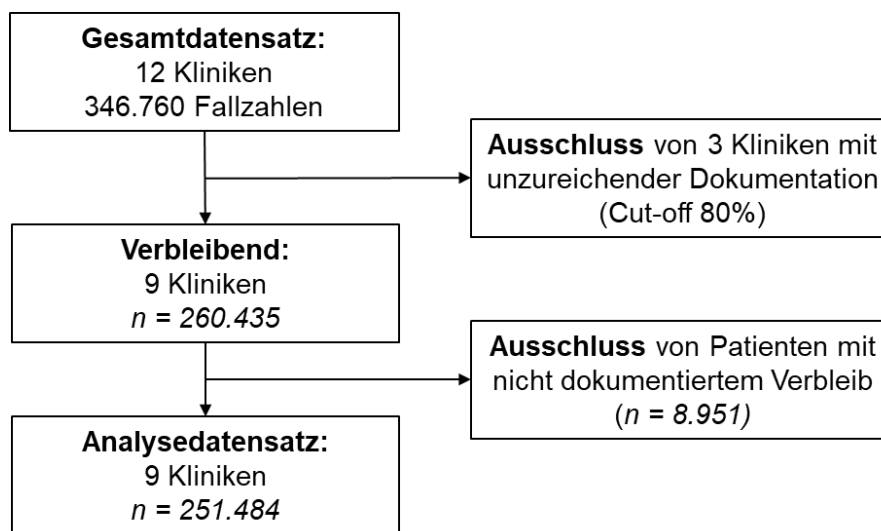 Gesamtdatensatz:
12 Kliniken
346.760 Fallzahlen
Ausschluss von 3 Kliniken mit
unzureichender Dokumentation
(Cut-off 80%)
Verbleibend:
9 Kliniken
n = 260.435
Ausschluss von Patienten mit
nicht dokumentiertem Verbleib
(n = 8.951)
Analysedatensatz:
9 Kliniken
n = 251.484